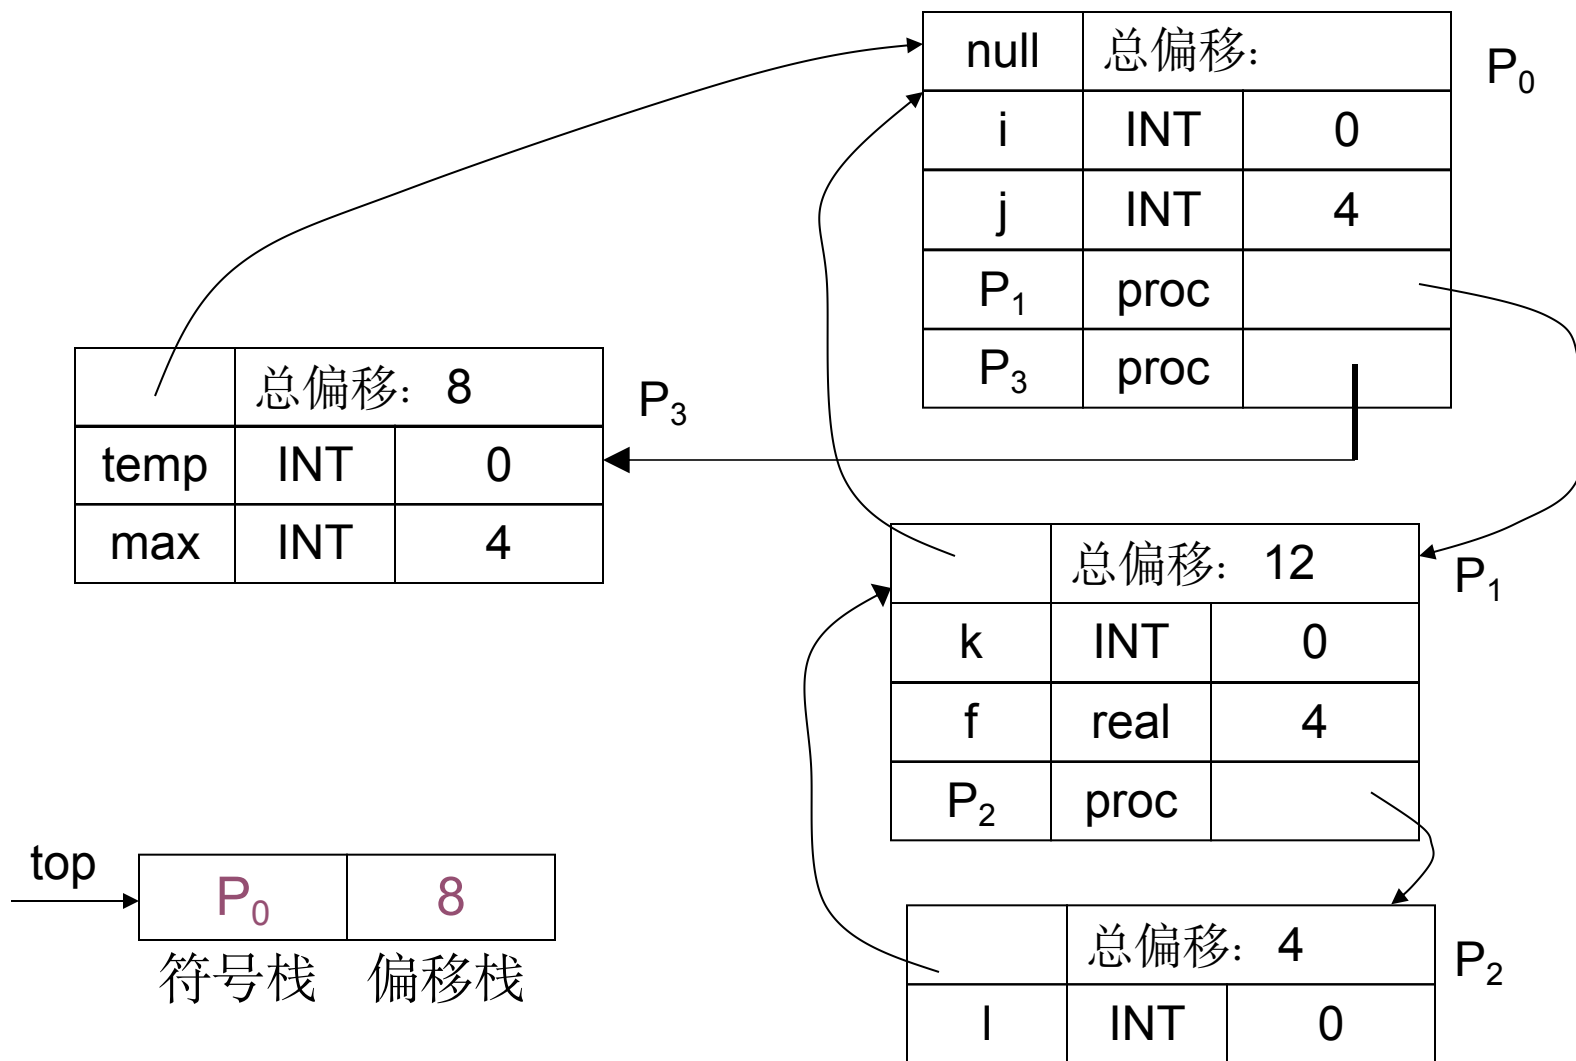 null 总偏移： P₀
i INT 0
j INT 4
P₁ proc
P₃ proc
总偏移： 8 P₃
temp INT 0
max INT 4
总偏移： 12 P₁
k INT 0
f real 4
P₂ proc
top P₀ 8
符号栈 偏移栈
总偏移： 4 P₂
l INT 0